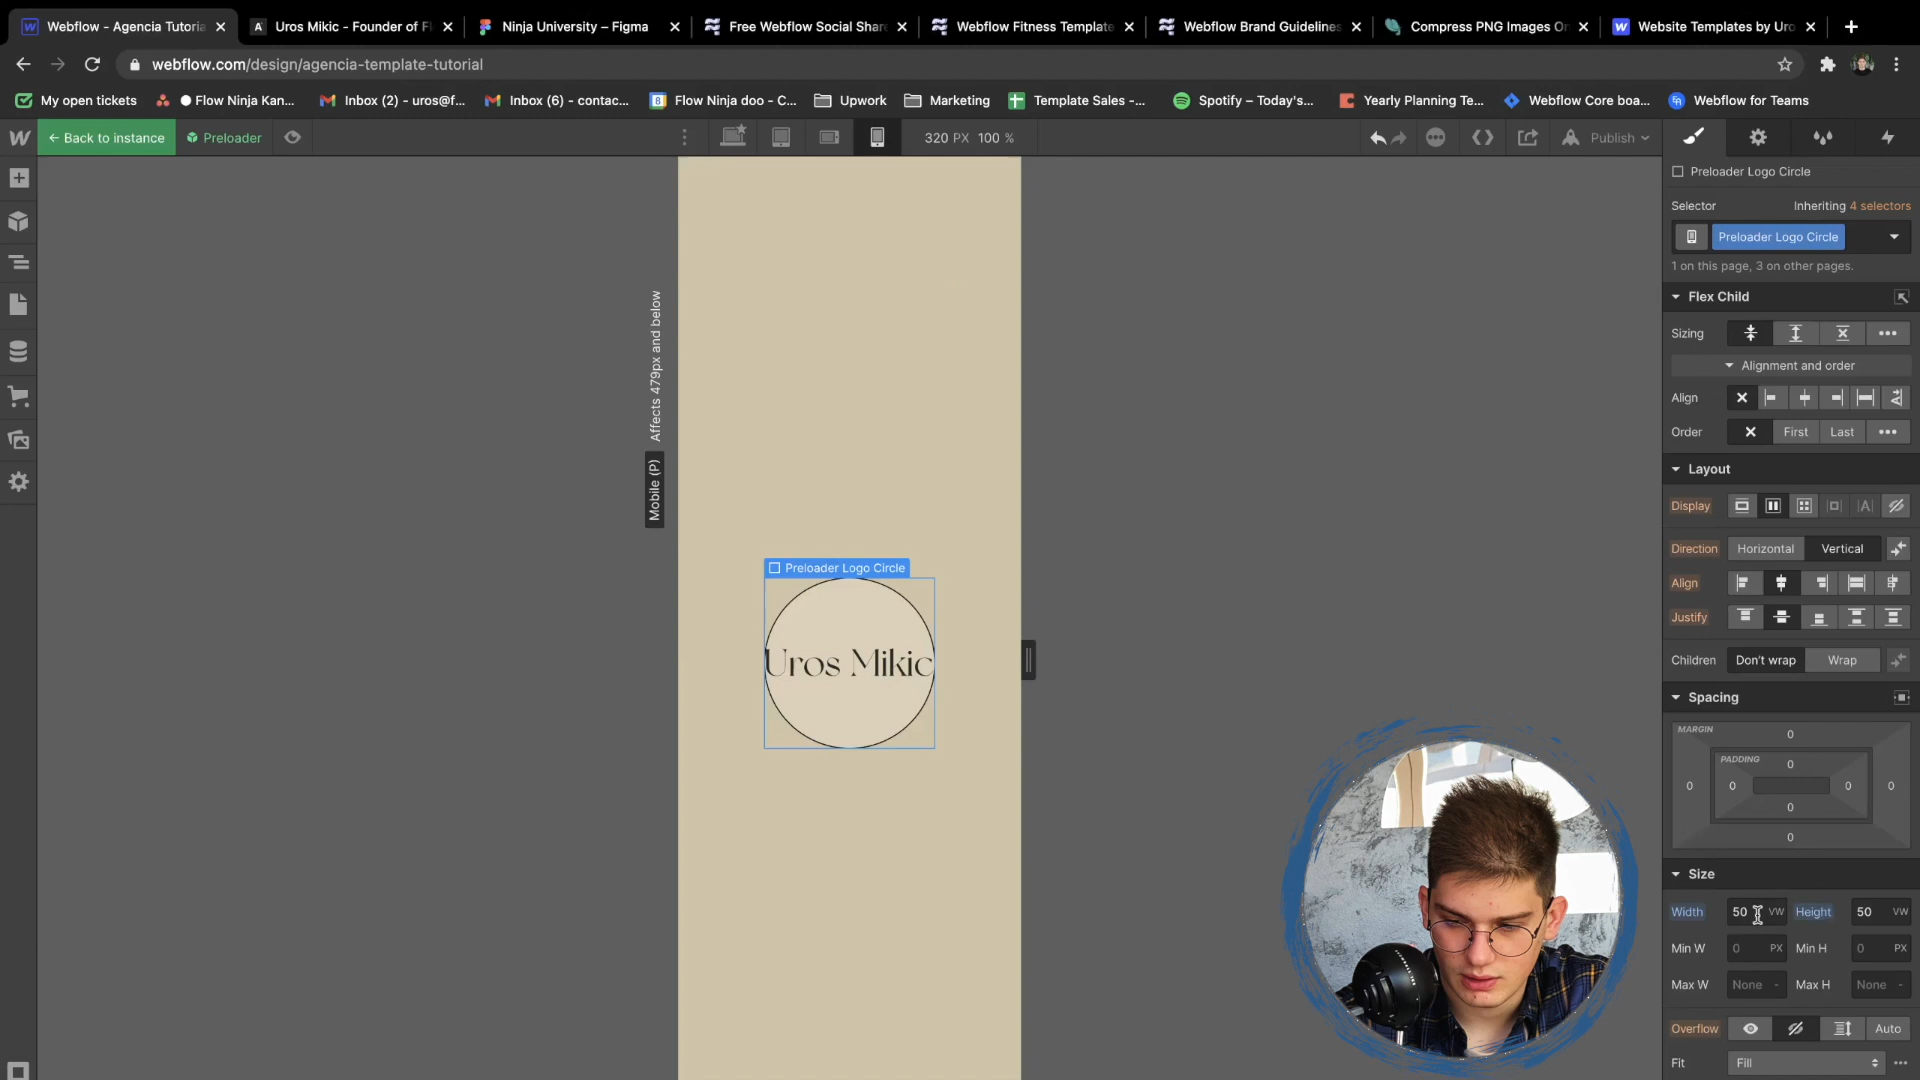 Webflow - Agencia Tutoria
Uros Mikic - Founder of Fl
Ninja University – Figma
Free Webflow Social Shar
Webflow Fitness Template
Webflow Brand Guidelines
Compress PNG Images On
Website Templates by Uro
webflow.com/design/agencia-template-tutorial
My open tickets
Flow Ninja Kan...
Inbox (2) - uros@f...
Inbox (6) - contac...
Flow Ninja doo - C...
Upwork
Marketing
Template Sales -...
Spotify – Today's...
Yearly Planning Te...
Webflow Core boa...
Webflow for Teams
Back to instance
Preloader
320 PX 100 %
Publish
Preloader Logo Circle
Selector
Inheriting 4 selectors
Preloader Logo Circle
1 on this page, 3 on other pages.
Flex Child
Sizing
Alignment and order
Align
Order
First
Last
Layout
Display
Direction
Horizontal
Vertical
Align
Justify
Children
Don't wrap
Wrap
Spacing
MARGIN
0
PADDING
0
0
0
0
0
0
0
Size
Width
50
VW
Height
50
VW
Min W
0
PX
Min H
0
PX
Max W
None
-
Max H
None
-
Overflow
Auto
Fit
Fill
Affects 479px and below
Mobile (P)
Preloader Logo Circle
Uros Mikic